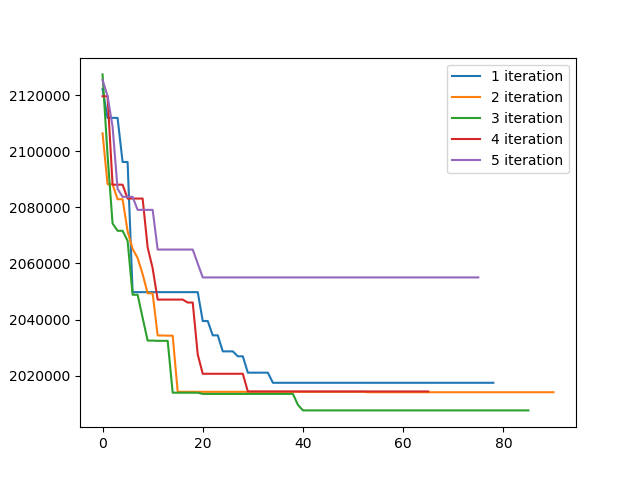 2120000
2100000
2080000
2060000
2040000
2020000
0 20 40 60 80
1 iteration
2 iteration
3 iteration
4 iteration
5 iteration